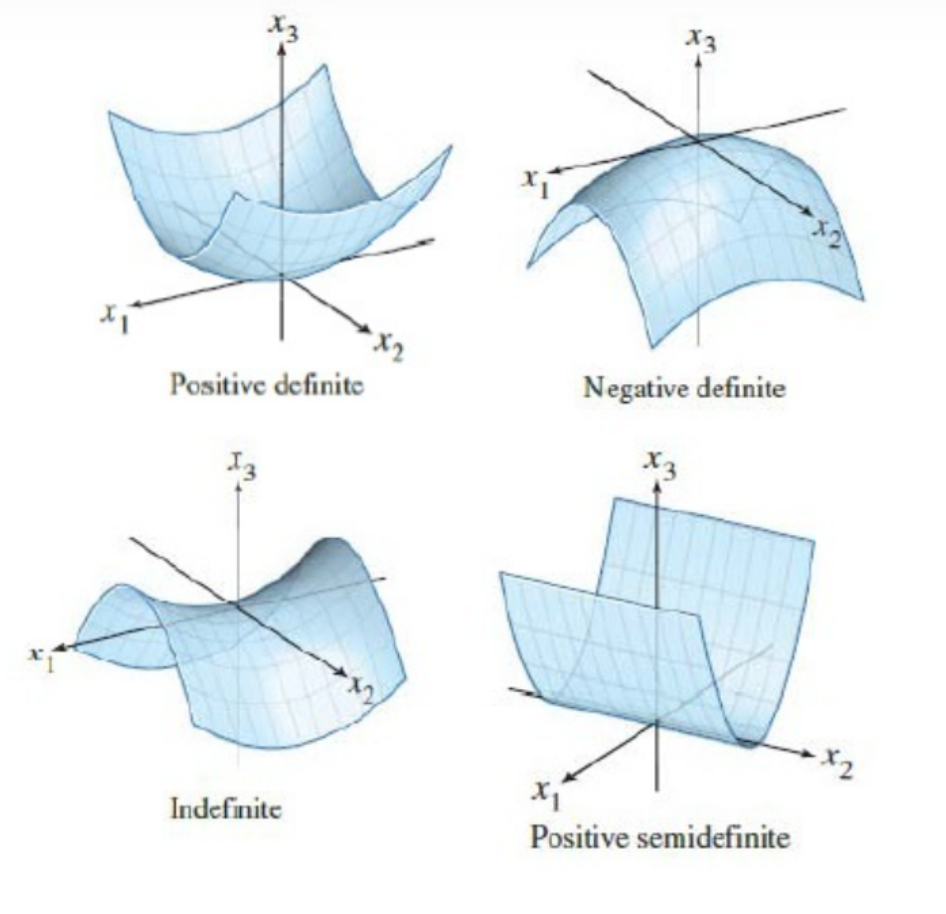 x3
x1
x2
Positive definite
x3
x1
x2
Negative definite
x3
x1
x2
Indefinite
x3
x1
x2
Positive semidefinite